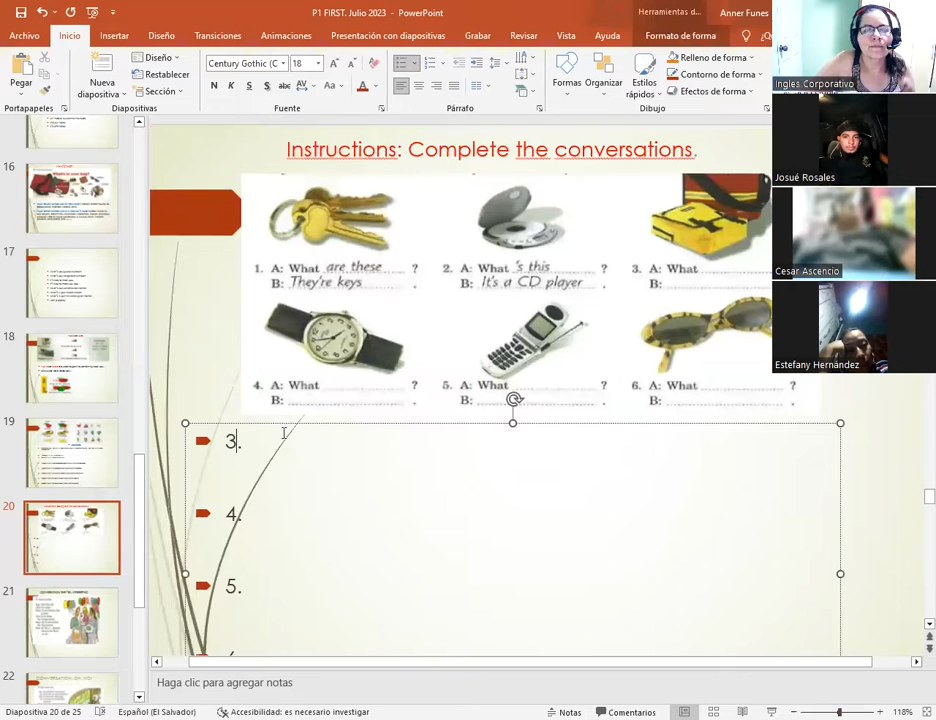 P1 FIRST. Julio 2023 - PowerPoint
Herramientas d...
Anner Funes
Archivo Inicio Insertar Diseño Transiciones Animaciones Presentación con diapositivas Grabar Revisar Vista Ayuda Formato de forma
Pegar
Nueva diapositiva
Diseño
Restablecer
Sección
Century Gothic (C 18
N K S abc AV Aa A
Formas Organizar Estilos rápidos
Relleno de forma
Contorno de forma
Efectos de forma
Portapapeles Diapositivas Fuente Párrafo Dibujo
Ingles Corporativo
Josué Rosales
Cesar Ascencio
Estefany Hernández
16
17
18
19
20
21
22
Instructions: Complete the conversations.
1. A: What are these ?
B: They're keys .
2. A: What 's this ?
B: It's a CD player .
3. A: What
B:
4. A: What ?
B: .
5. A: What ?
B: .
6. A: What ?
B: .
3.
4.
5.
Haga clic para agregar notas
Diapositiva 20 de 25 Español (El Salvador) Accesibilidad: es necesario investigar Notas Comentarios 118%